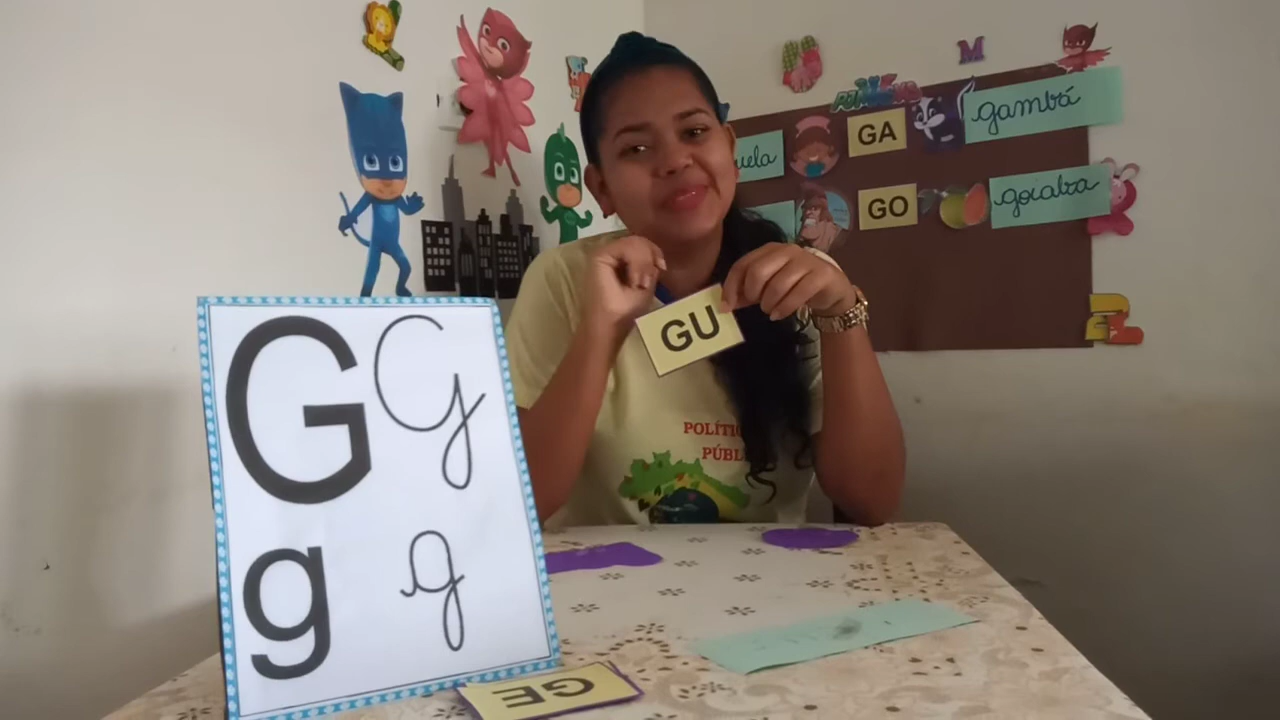 M
uela
GA
gambá
GO
goiaba
GU
POLÍTIC
PÚBL
G G
g g
GE